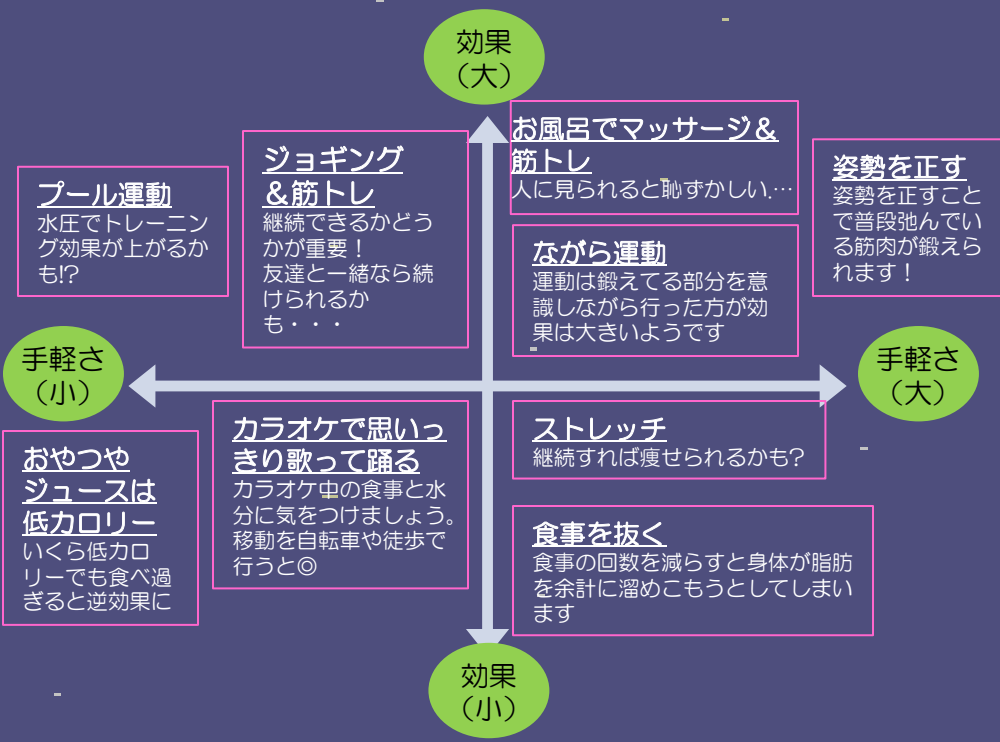 効果
（大）
お風呂でマッサージ＆
筋トレ
人に見られると恥ずかしい…
ジョギング
＆筋トレ
継続できるかどう
かが重要！
友達と一緒なら続
けられるか
も・・・
プール運動
水圧でトレーニン
グ効果が上がるか
も!?
姿勢を正す
姿勢を正すこと
で普段弛んでい
る筋肉が鍛えら
れます！
ながら運動
運動は鍛えてる部分を意
識しながら行った方が効
果は大きいようです
手軽さ
（小）
手軽さ
（大）
おやつや
ジュースは
低カロリー
いくら低カロ
リーでも食べ過
ぎると逆効果に
カラオケで思いっ
きり歌って踊る
カラオケ中の食事と水
分に気をつけましょう。
移動を自転車や徒歩で
行うと◎
ストレッチ
継続すれば痩せられるかも?
食事を抜く
食事の回数を減らすと身体が脂肪
を余計に溜めこもうとしてしまい
ます
効果
（小）